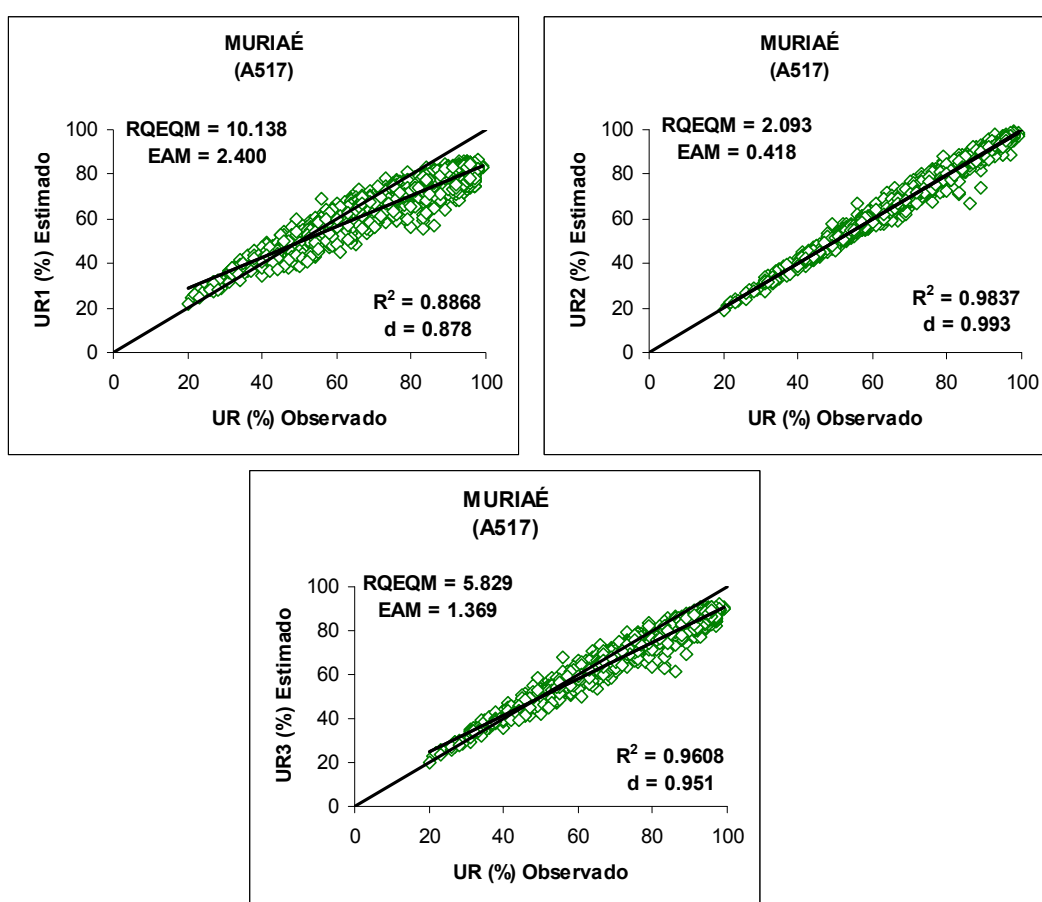 MURIAÉ
(A517)
RQEQM = 10.138
EAM = 2.400
UR1 (%) Estimado
100
80
60
40
20
0
R² = 0.8868
d = 0.878
0 20 40 60 80 100
UR (%) Observado
MURIAÉ
(A517)
RQEQM = 2.093
EAM = 0.418
UR2 (%) Estimado
100
80
60
40
20
0
R² = 0.9837
d = 0.993
0 20 40 60 80 100
UR (%) Observado
MURIAÉ
(A517)
RQEQM = 5.829
EAM = 1.369
UR3 (%) Estimado
100
80
60
40
20
0
R² = 0.9608
d = 0.951
0 20 40 60 80 100
UR (%) Observado